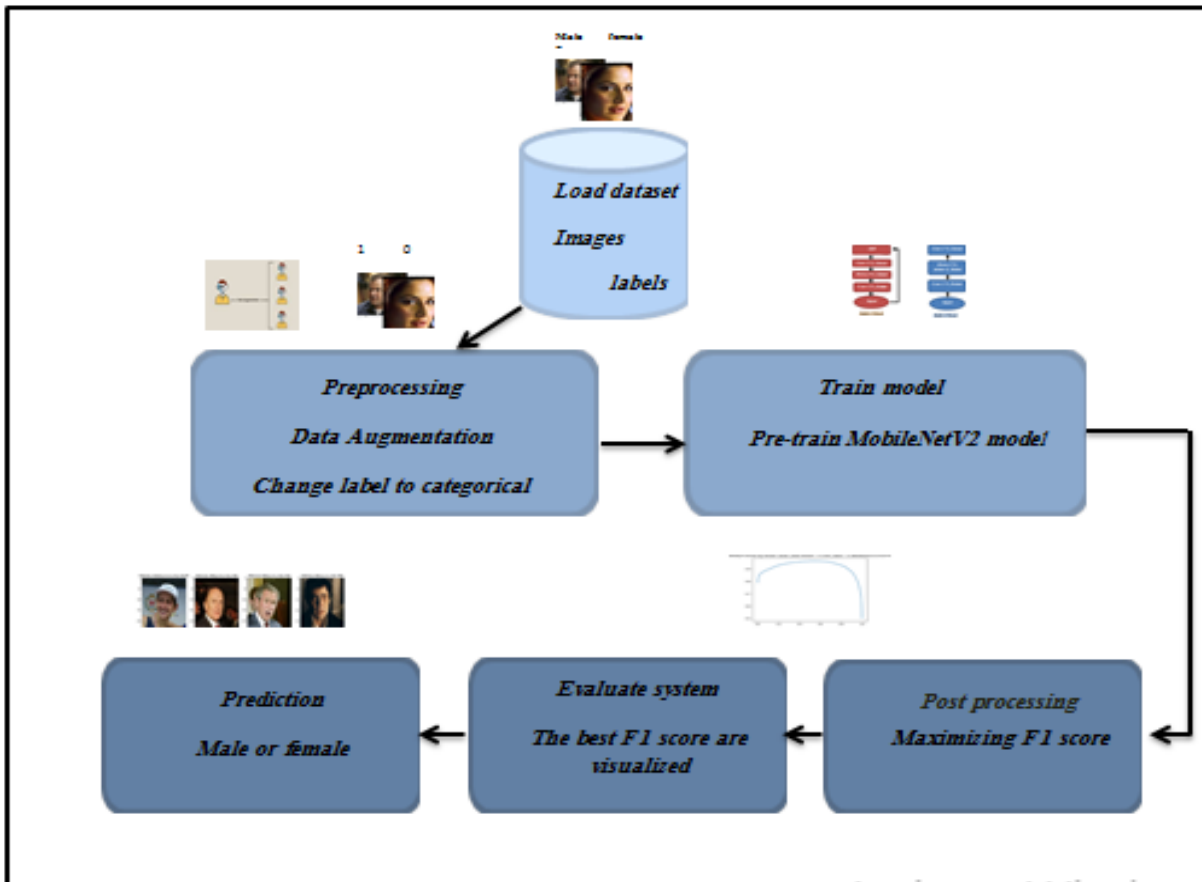 Male female
Load dataset
Images
labels
1 0
Preprocessing
Data Augmentation
Change label to categorical
Train model
Pre-train MobileNetV2 model
Prediction
Male or female
Evaluate system
The best F1 score are
visualized
Post processing
Maximizing F1 score